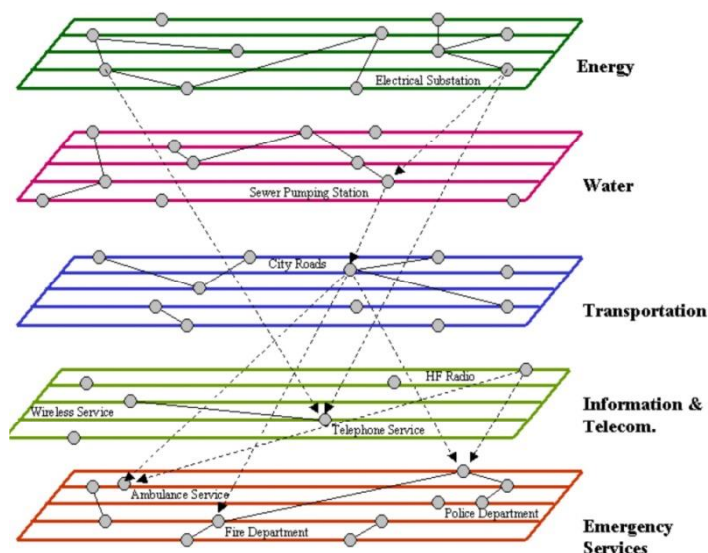 Electrical Substation
Energy
Sewer Pumping Station
Water
City Roads
Transportation
HF Radio
Wireless Service
Telephone Service
Information &
Telecom.
Ambulance Service
Police Department
Fire Department
Emergency
Services